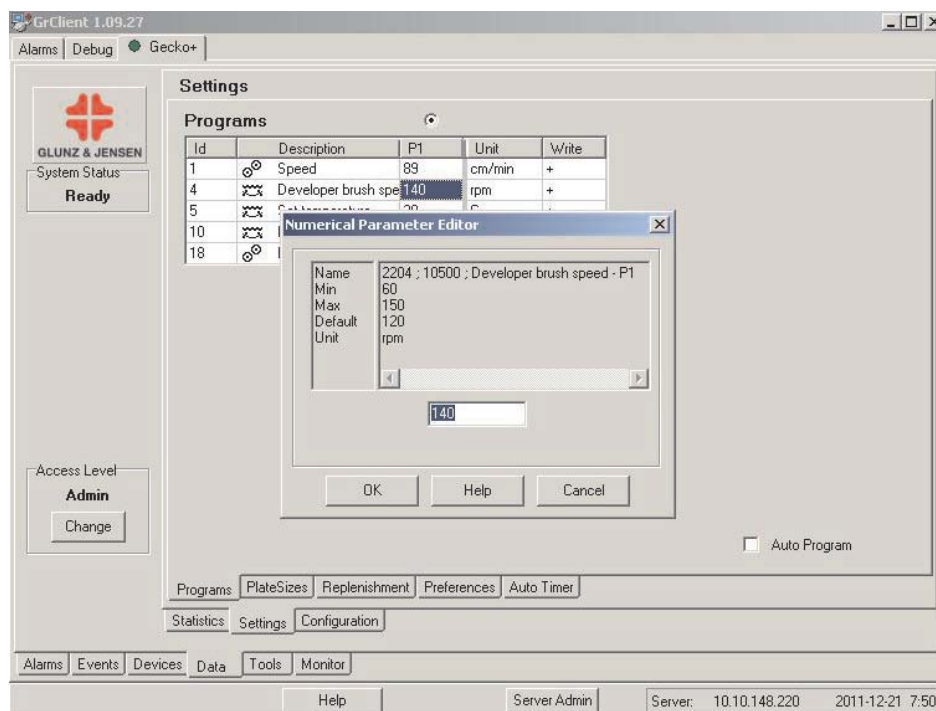 GrClient 1.09.27
Alarms Debug Gecko+
Settings
GLUNZ & JENSEN
System Status
Ready
Programs
Id Description P1 Unit Write
1 Speed 89 cm/min +
4 Developer brush spe 140 rpm +
5
10
18
Numerical Parameter Editor
Name 2204 ; 10500 ; Developer brush speed - P1
Min 60
Max 150
Default 120
Unit rpm
140
OK Help Cancel
Access Level
Admin
Change
Auto Program
Programs PlateSizes Replenishment Preferences Auto Timer
Statistics Settings Configuration
Alarms Events Devices Data Tools Monitor
Help Server Admin Server: 10.10.148.220 2011-12-21 7:50